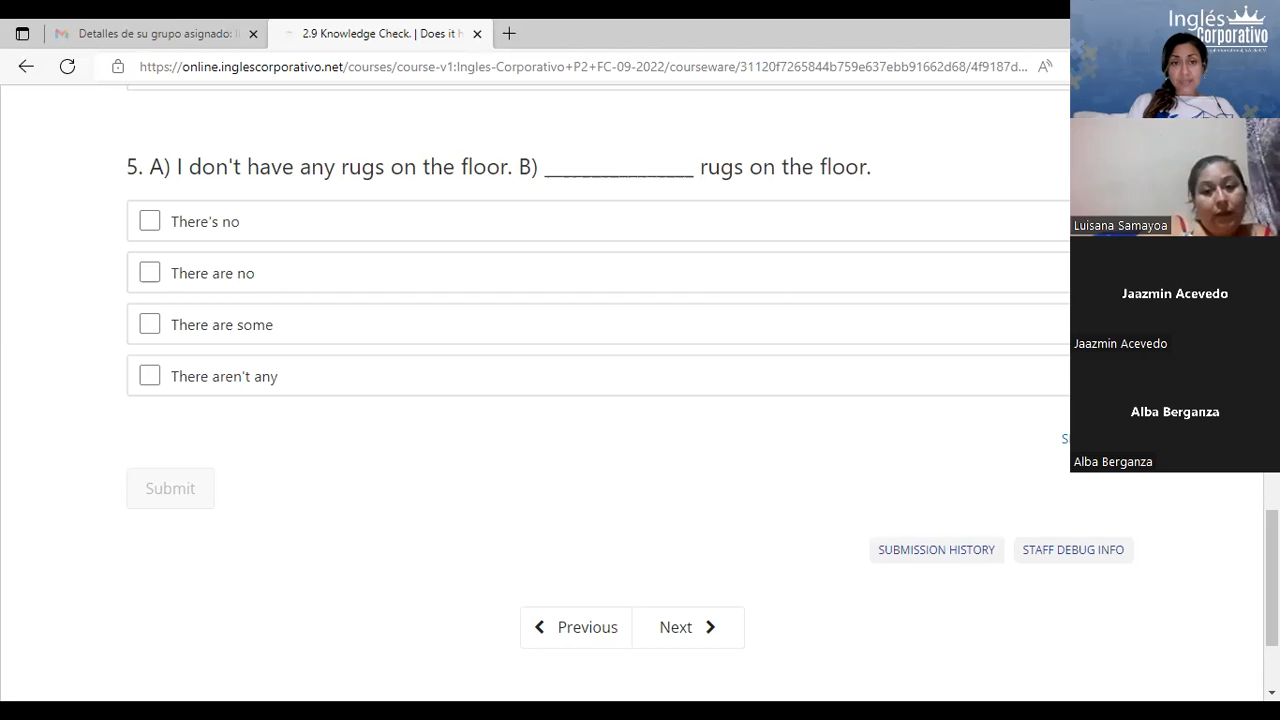 Detalles de su grupo asignado: I
2.9 Knowledge Check. | Does it h
https://online.inglescorporativo.net/courses/course-v1:Ingles-Corporativo+P2+FC-09-2022/courseware/31120f7265844b759e637ebb91662d68/4f9187d...
Inglés
Corporativo
5. A) I don't have any rugs on the floor. B) ________________ rugs on the floor.
There's no
There are no
There are some
There aren't any
Submit
SUBMISSION HISTORY
STAFF DEBUG INFO
Previous
Next
Luisana Samayoa
Jaazmin Acevedo
Jaazmin Acevedo
Alba Berganza
Alba Berganza